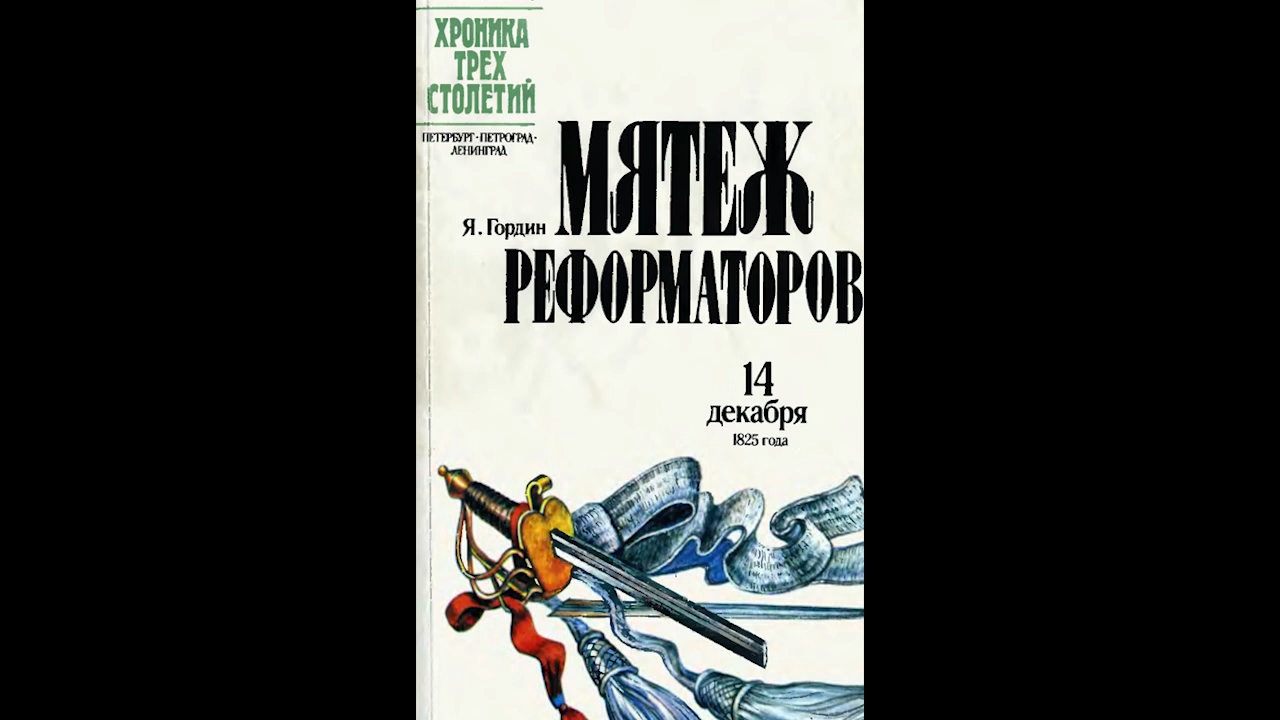 ХРОНИКА
ТРЕХ
СТОЛЕТИЙ
ПЕТЕРБУРГ·ПЕТРОГРАД·
ЛЕНИНГРАД
МЯТЕЖ
Я. Гордин
РЕФОРМАТОРОВ
14
декабря
1825 года